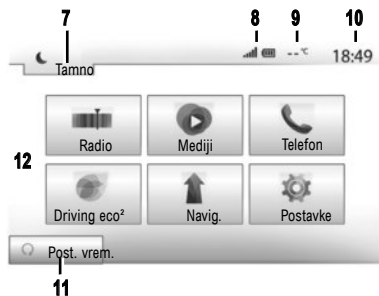 7 8 9 10
Tamno --°C 18:49
Radio Mediji Telefon
12
Driving eco² Navig. Postavke
Post. vrem.
11